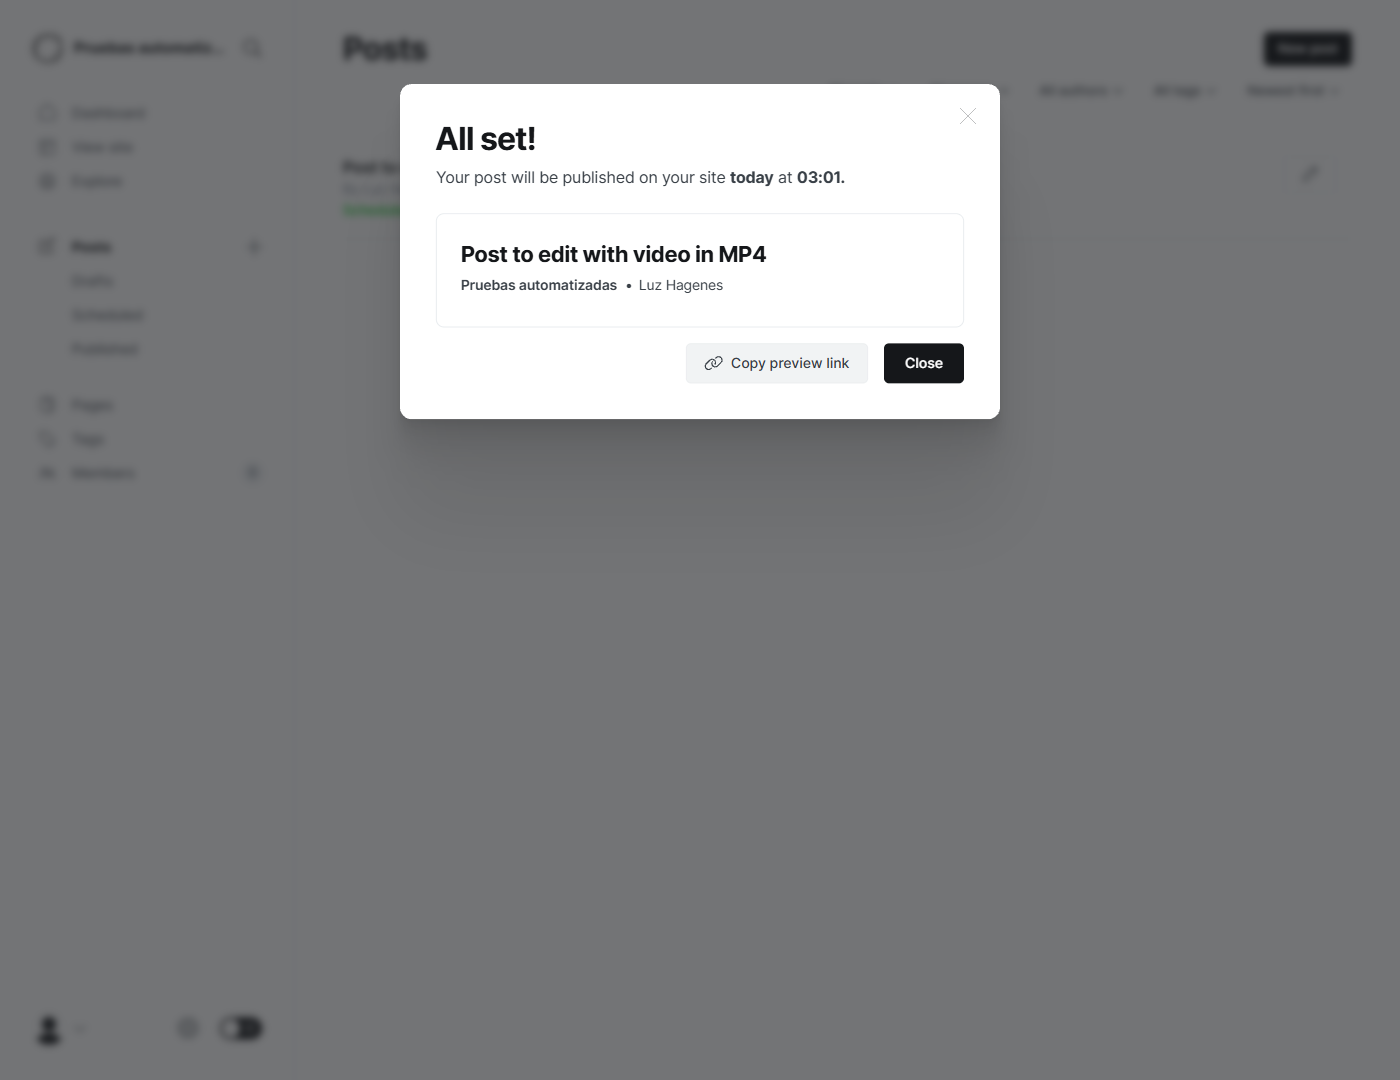 Pruebas automatiz...
Posts
New post
All authors
All tags
Newest first
Dashboard
View site
Explore
Posts
Drafts
Scheduled
Published
Pages
Tags
Members
All set!
Your post will be published on your site today at 03:01.
Post to edit with video in MP4
Pruebas automatizadas • Luz Hagenes
Copy preview link
Close